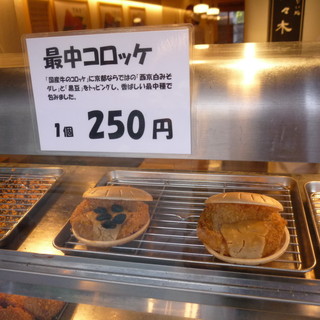 最中コロッケ
「国産牛のコロッケ」に京都ならではの「西京白みそ
ダレ」と「黒豆」をトッピングし、香ばしい最中種で
包みました。
1個 250円
々木